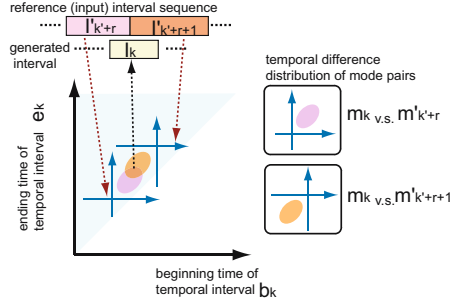 reference (input) interval sequence
I'k'+r I'k'+r+1
generated interval
Ik
temporal difference distribution of mode pairs
mk v.s. m'k'+r
mk v.s. m'k'+r+1
ending time of temporal interval ek
beginning time of temporal interval bk